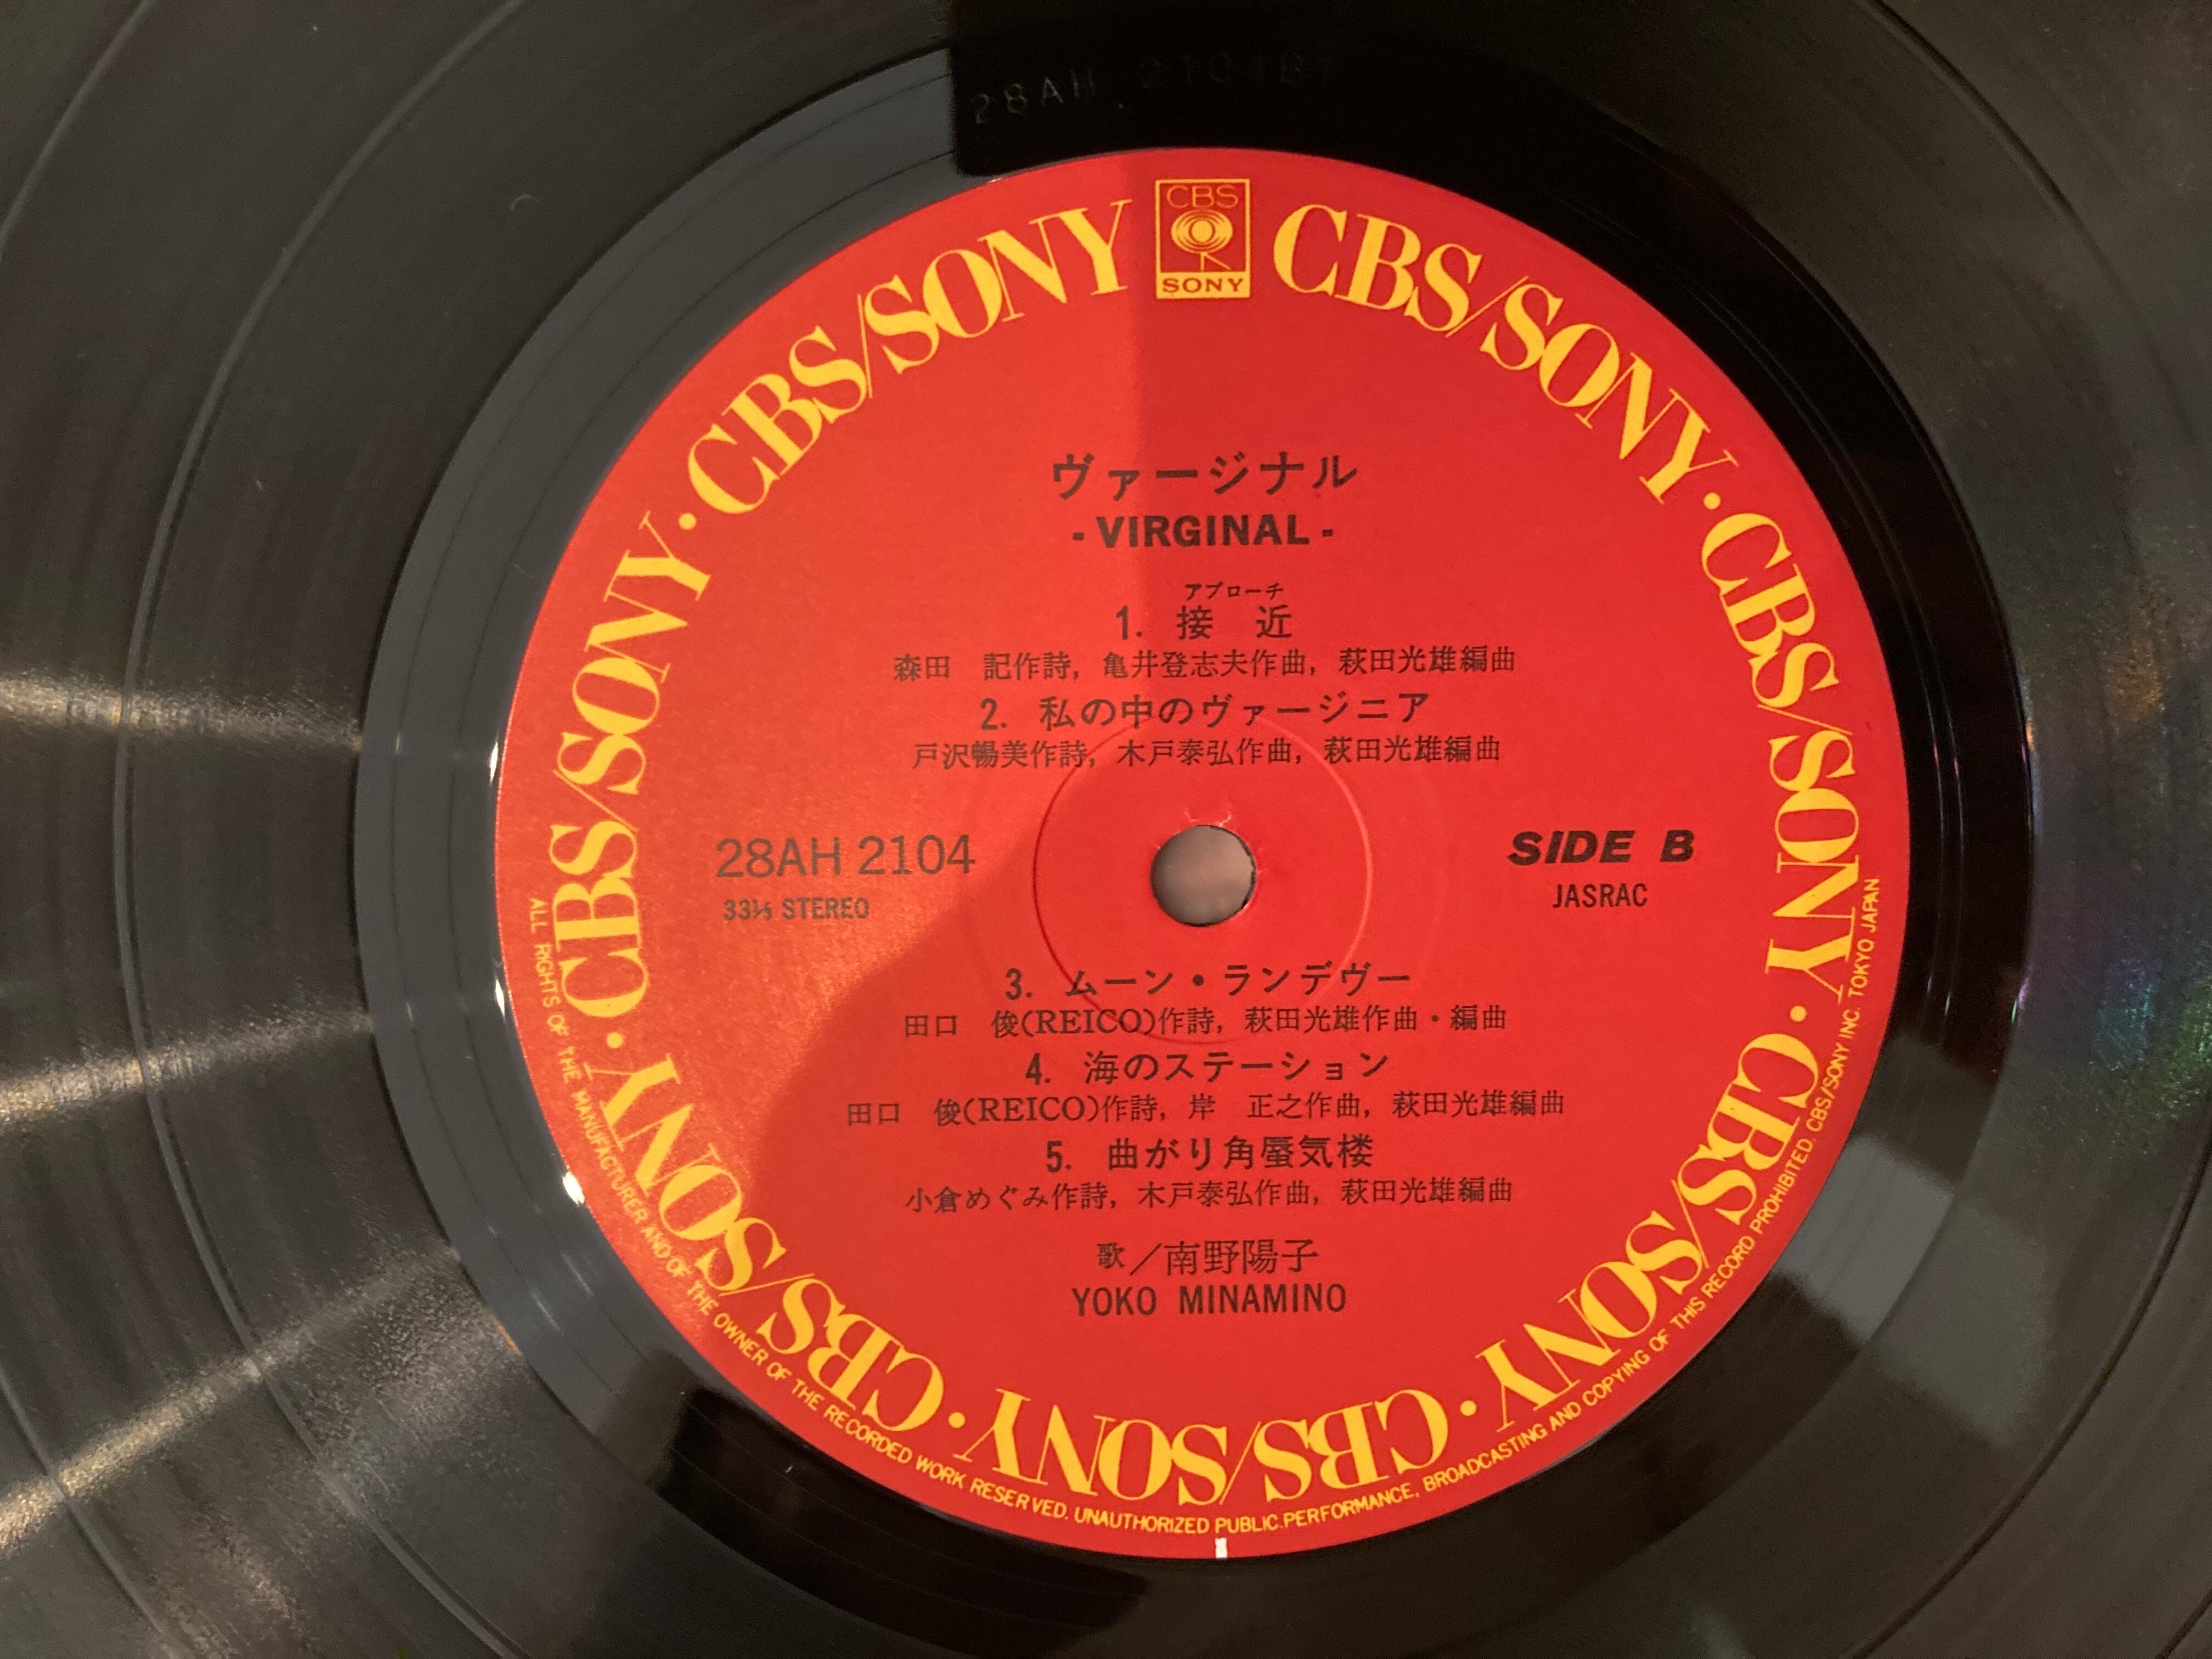 28AH 2104B
CBS
SONY
CBS/SONY · CBS/SONY · CBS/SONY · CBS/SONY · CBS/SONY · CBS/SONY · CBS/SONY · CBS/SONY
ヴァージナル
- VIRGINAL -
アプローチ
1. 接 近
森田 記作詩, 亀井登志夫作曲, 萩田光雄編曲
2. 私の中のヴァージニア
戸沢暢美作詩, 木戸泰弘作曲, 萩田光雄編曲
28AH 2104
33⅓ STEREO
SIDE B
JASRAC
3. ムーン・ランデヴー
田口 俊(REICO)作詩, 萩田光雄作曲・編曲
4. 海のステーション
田口 俊(REICO)作詩, 岸 正之作曲, 萩田光雄編曲
5. 曲がり角蜃気楼
小倉めぐみ作詩, 木戸泰弘作曲, 萩田光雄編曲
歌／南野陽子
YOKO MINAMINO
ALL RIGHTS OF THE MANUFACTURER AND OF THE OWNER OF THE RECORDED WORK RESERVED. UNAUTHORIZED PUBLIC.PERFORMANCE, BROADCASTING AND COPYING OF THIS RECORD PROHIBITED. CBS/SONY INC. TOKYO JAPAN